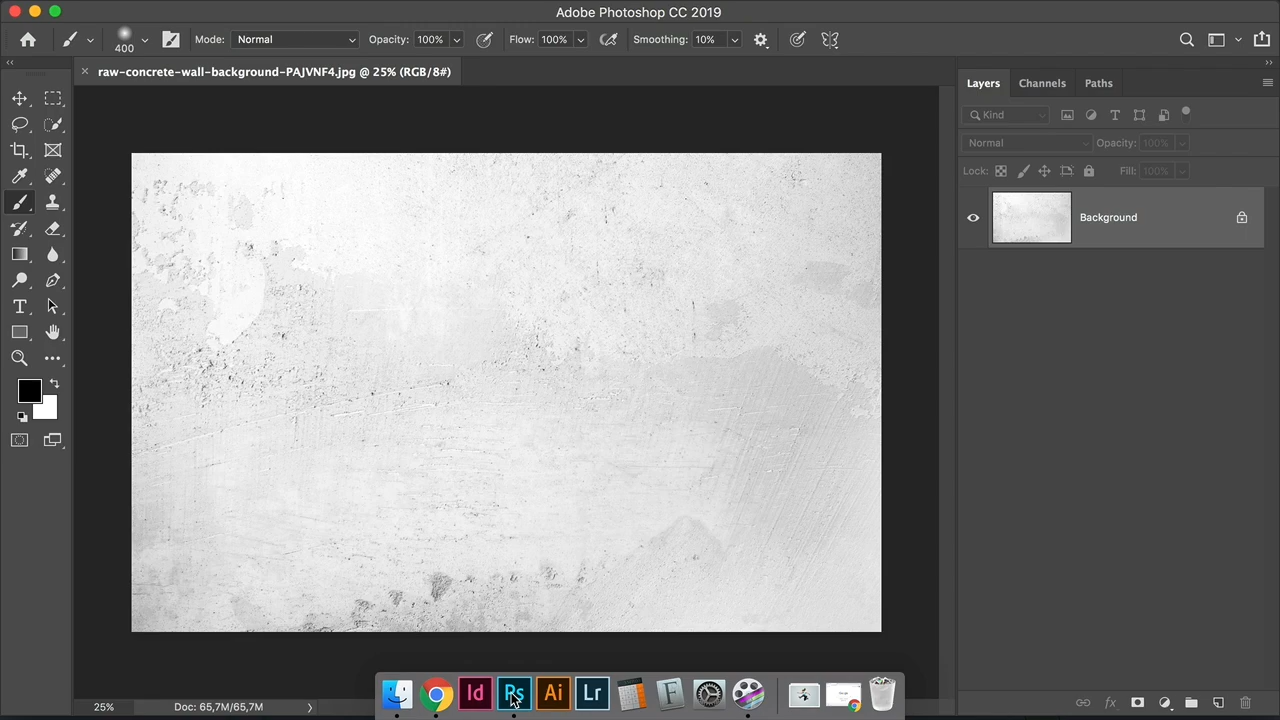 Adobe Photoshop CC 2019
400
Mode: Normal Opacity: 100% Flow: 100% Smoothing: 10%
× raw-concrete-wall-background-PAJVNF4.jpg @ 25% (RGB/8#)
Layers Channels Paths
Kind
Normal Opacity: 100%
Lock: Fill: 100%
Background
Id Ps Ai Lr F
25% Doc: 65,7M/65,7M